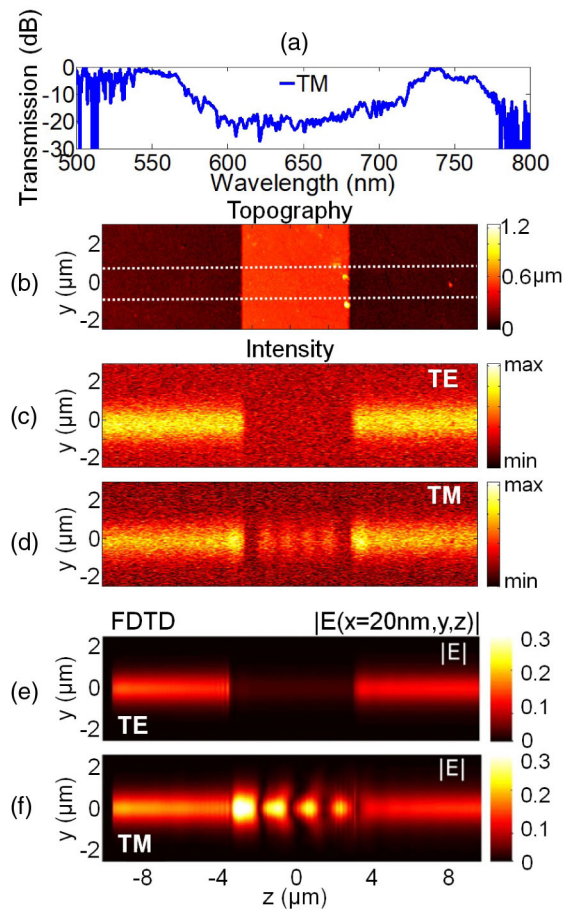 (a)
Transmission (dB)
0
-10
-20
-30
TM
500 550 600 650 700 750 800
Wavelength (nm)
Topography
(b)
y (µm)
2
0
-2
1.2
0.6µm
0
Intensity
(c)
y (µm)
2
0
-2
TE
max
min
(d)
y (µm)
2
0
-2
TM
max
min
FDTD |E(x=20nm,y,z)|
(e)
y (µm)
2
0
-2
|E|
TE
0.3
0.2
0.1
0
(f)
y (µm)
2
0
-2
|E|
TM
0.3
0.2
0.1
0
-8 -4 0 4 8
z (µm)